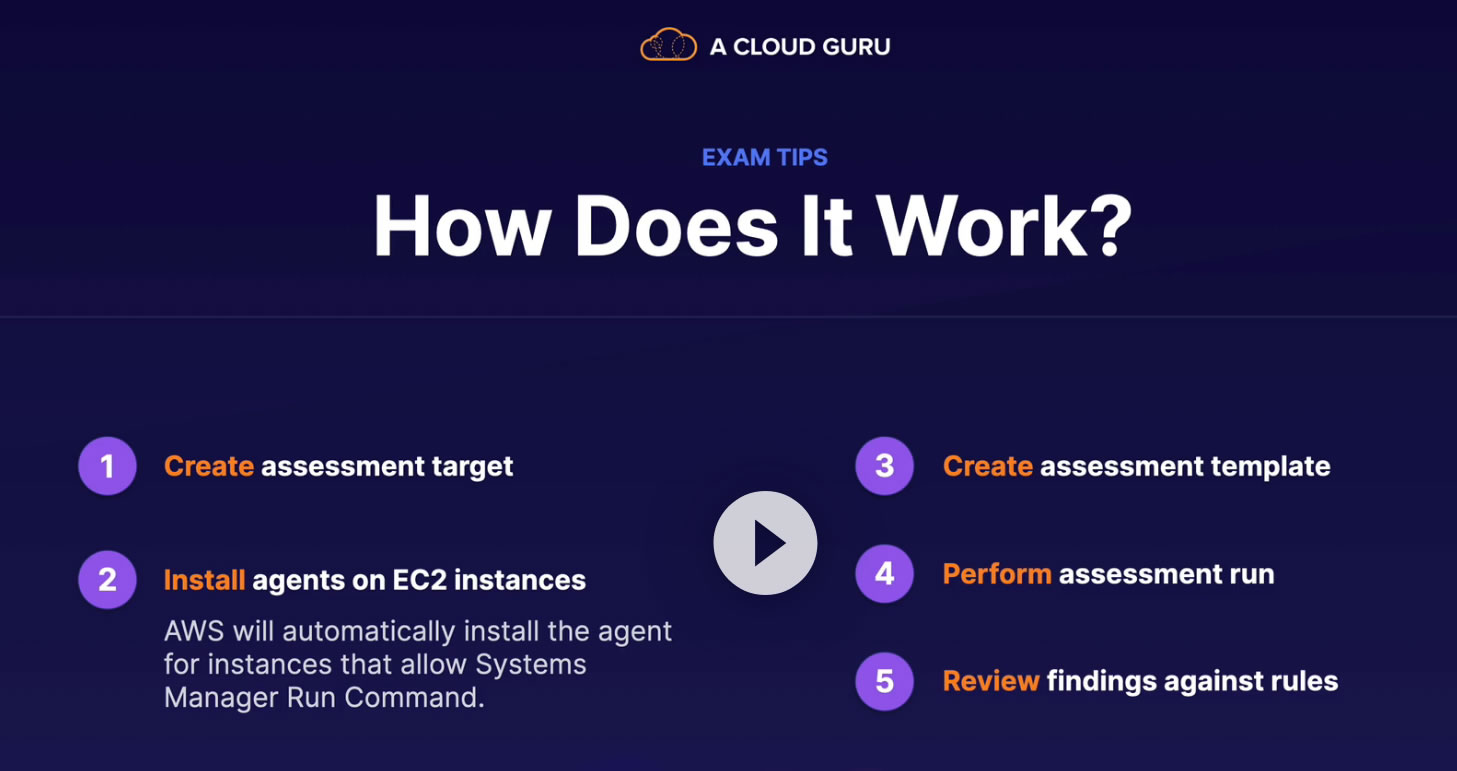 A CLOUD GURU
EXAM TIPS
How Does It Work?
1 Create assessment target
2 Install agents on EC2 instances
AWS will automatically install the agent
for instances that allow Systems
Manager Run Command.
3 Create assessment template
4 Perform assessment run
5 Review findings against rules